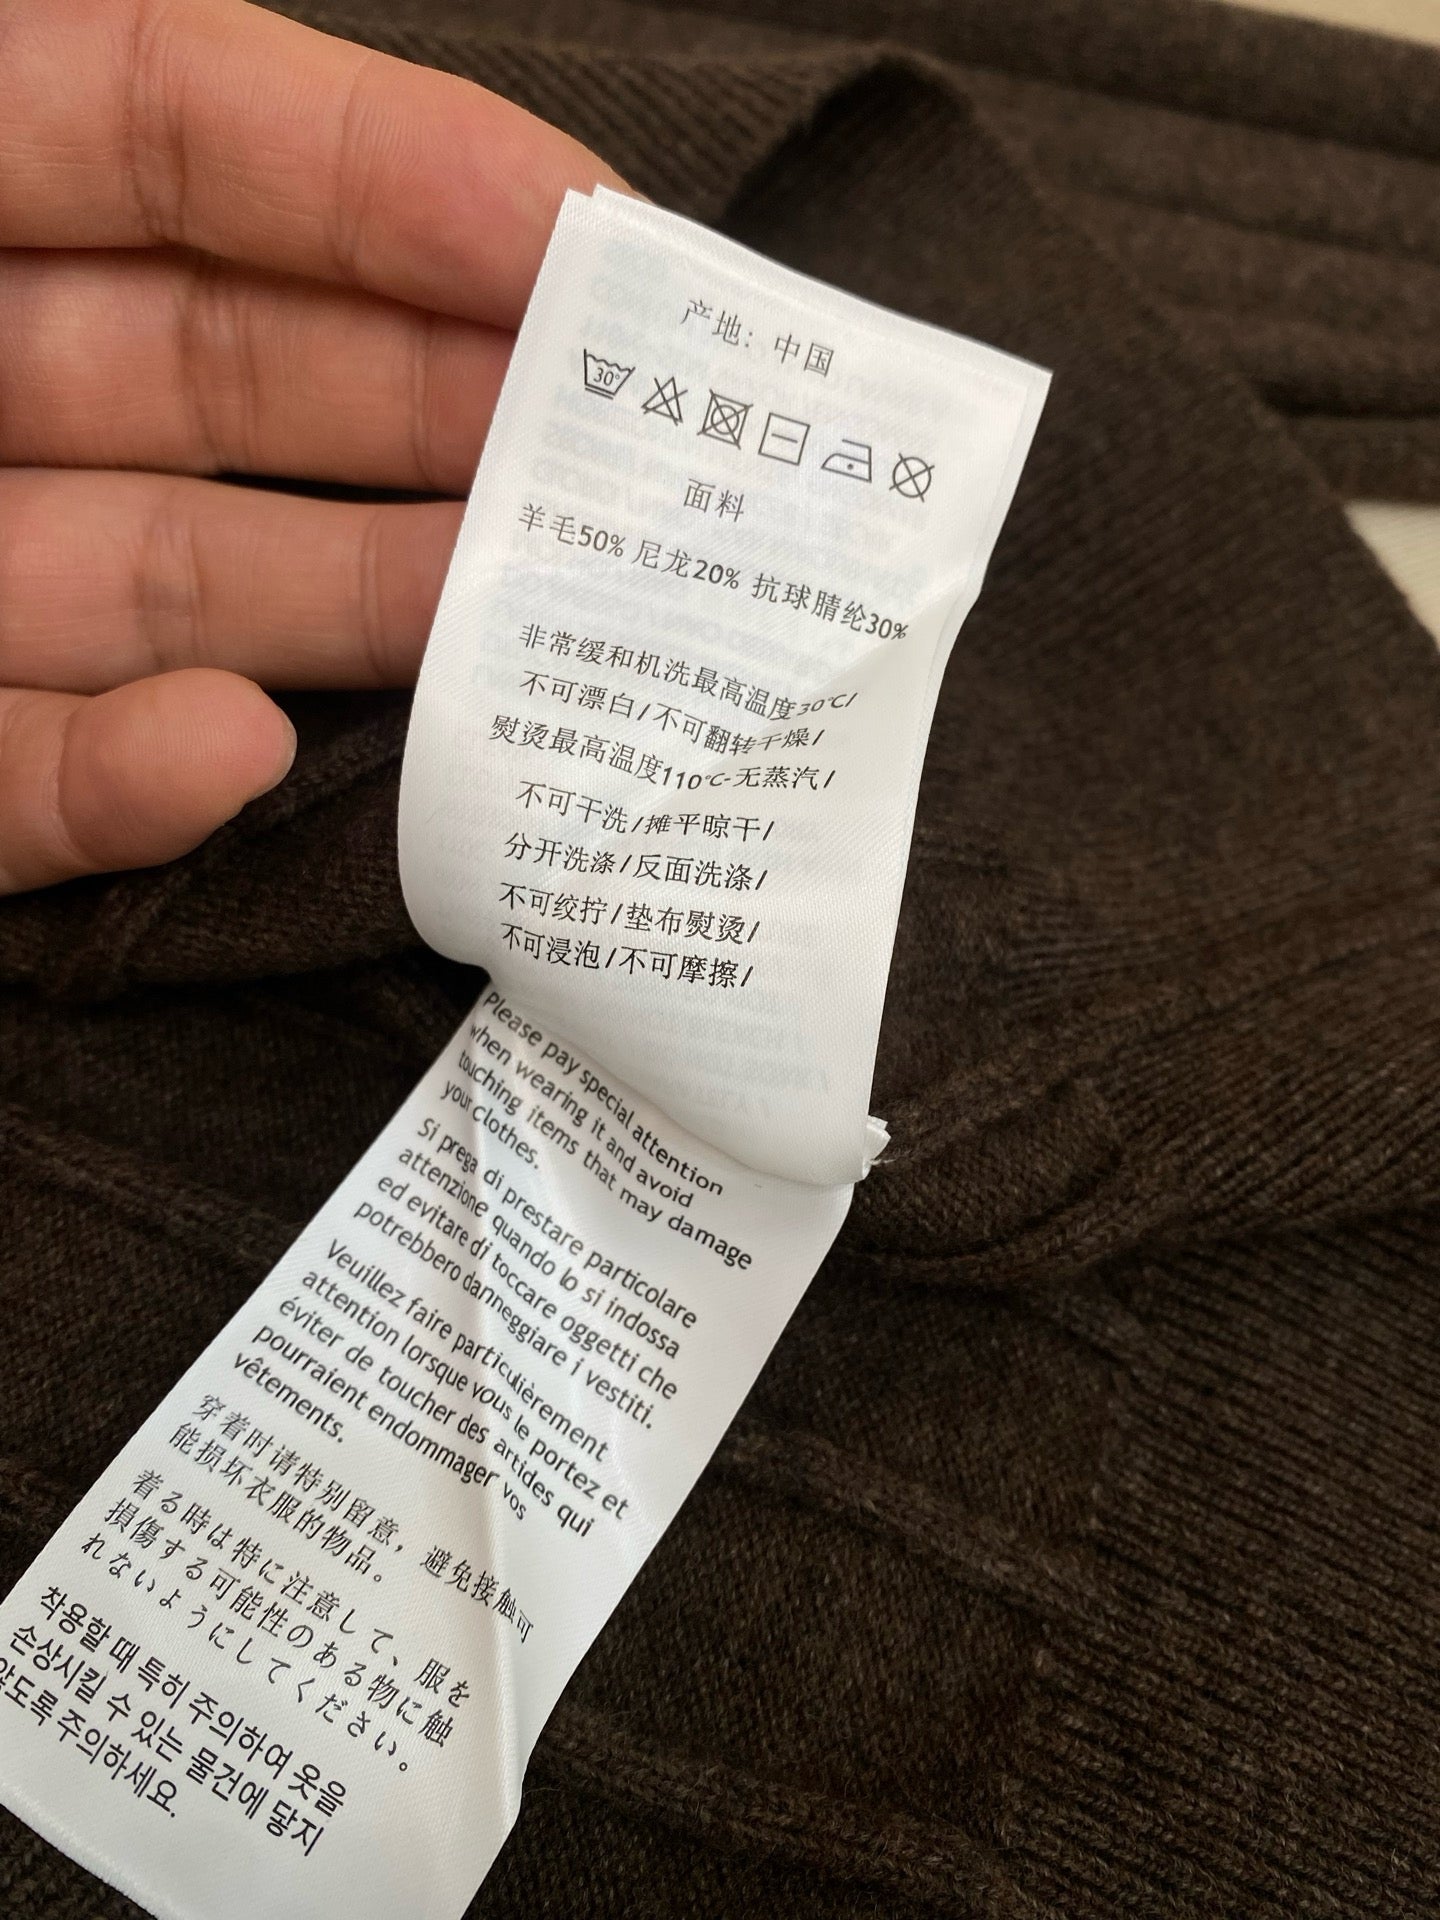 产地：中国
30°
面料
羊毛50% 尼龙20% 抗球腈纶30%
非常缓和机洗最高温度30℃/
不可漂白/不可翻转干燥/
熨烫最高温度110℃-无蒸汽/
不可干洗/摊平晾干/
分开洗涤/反面洗涤/
不可绞拧/垫布熨烫/
不可浸泡/不可摩擦/
Please pay special attention
when wearing it and avoid
touching items that may damage
your clothes.
Si prega di prestare particolare
attenzione quando lo si indossa
ed evitare di toccare oggetti che
potrebbero danneggiare i vestiti.
Veuillez faire particulièrement
attention lorsque vous le portez et
éviter de toucher des articles qui
pourraient endommager vos
vêtements.
穿着时请特别留意，避免接触可
能损坏衣服的物品。
着る時は特に注意して、服を
損傷する可能性のある物に触
れないようにしてください。
착용할 때 특히 주의하여 옷을
손상시킬 수 있는 물건에 닿지
않도록 주의하세요.